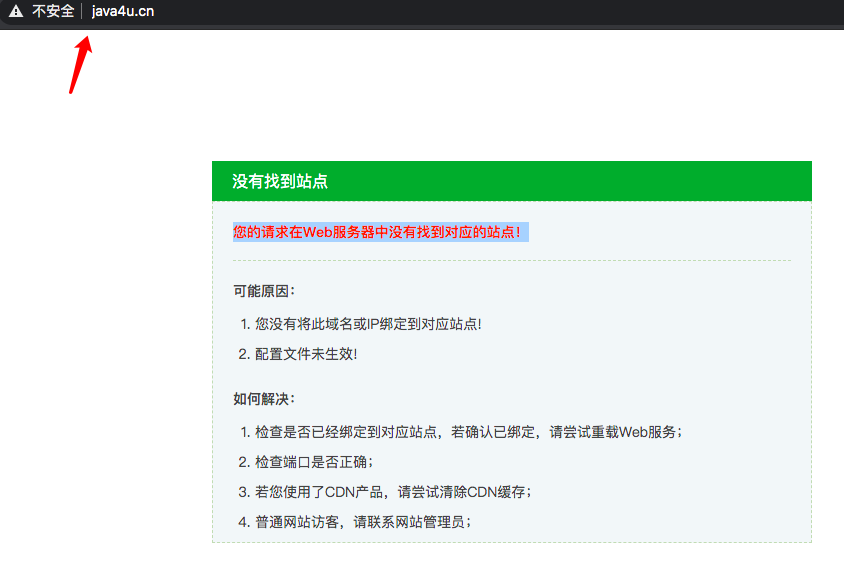 不安全 | java4u.cn
没有找到站点
您的请求在Web服务器中没有找到对应的站点！
可能原因：
1. 您没有将此域名或IP绑定到对应站点!
2. 配置文件未生效!
如何解决：
1. 检查是否已经绑定到对应站点，若确认已绑定，请尝试重载Web服务；
2. 检查端口是否正确；
3. 若您使用了CDN产品，请尝试清除CDN缓存；
4. 普通网站访客，请联系网站管理员；